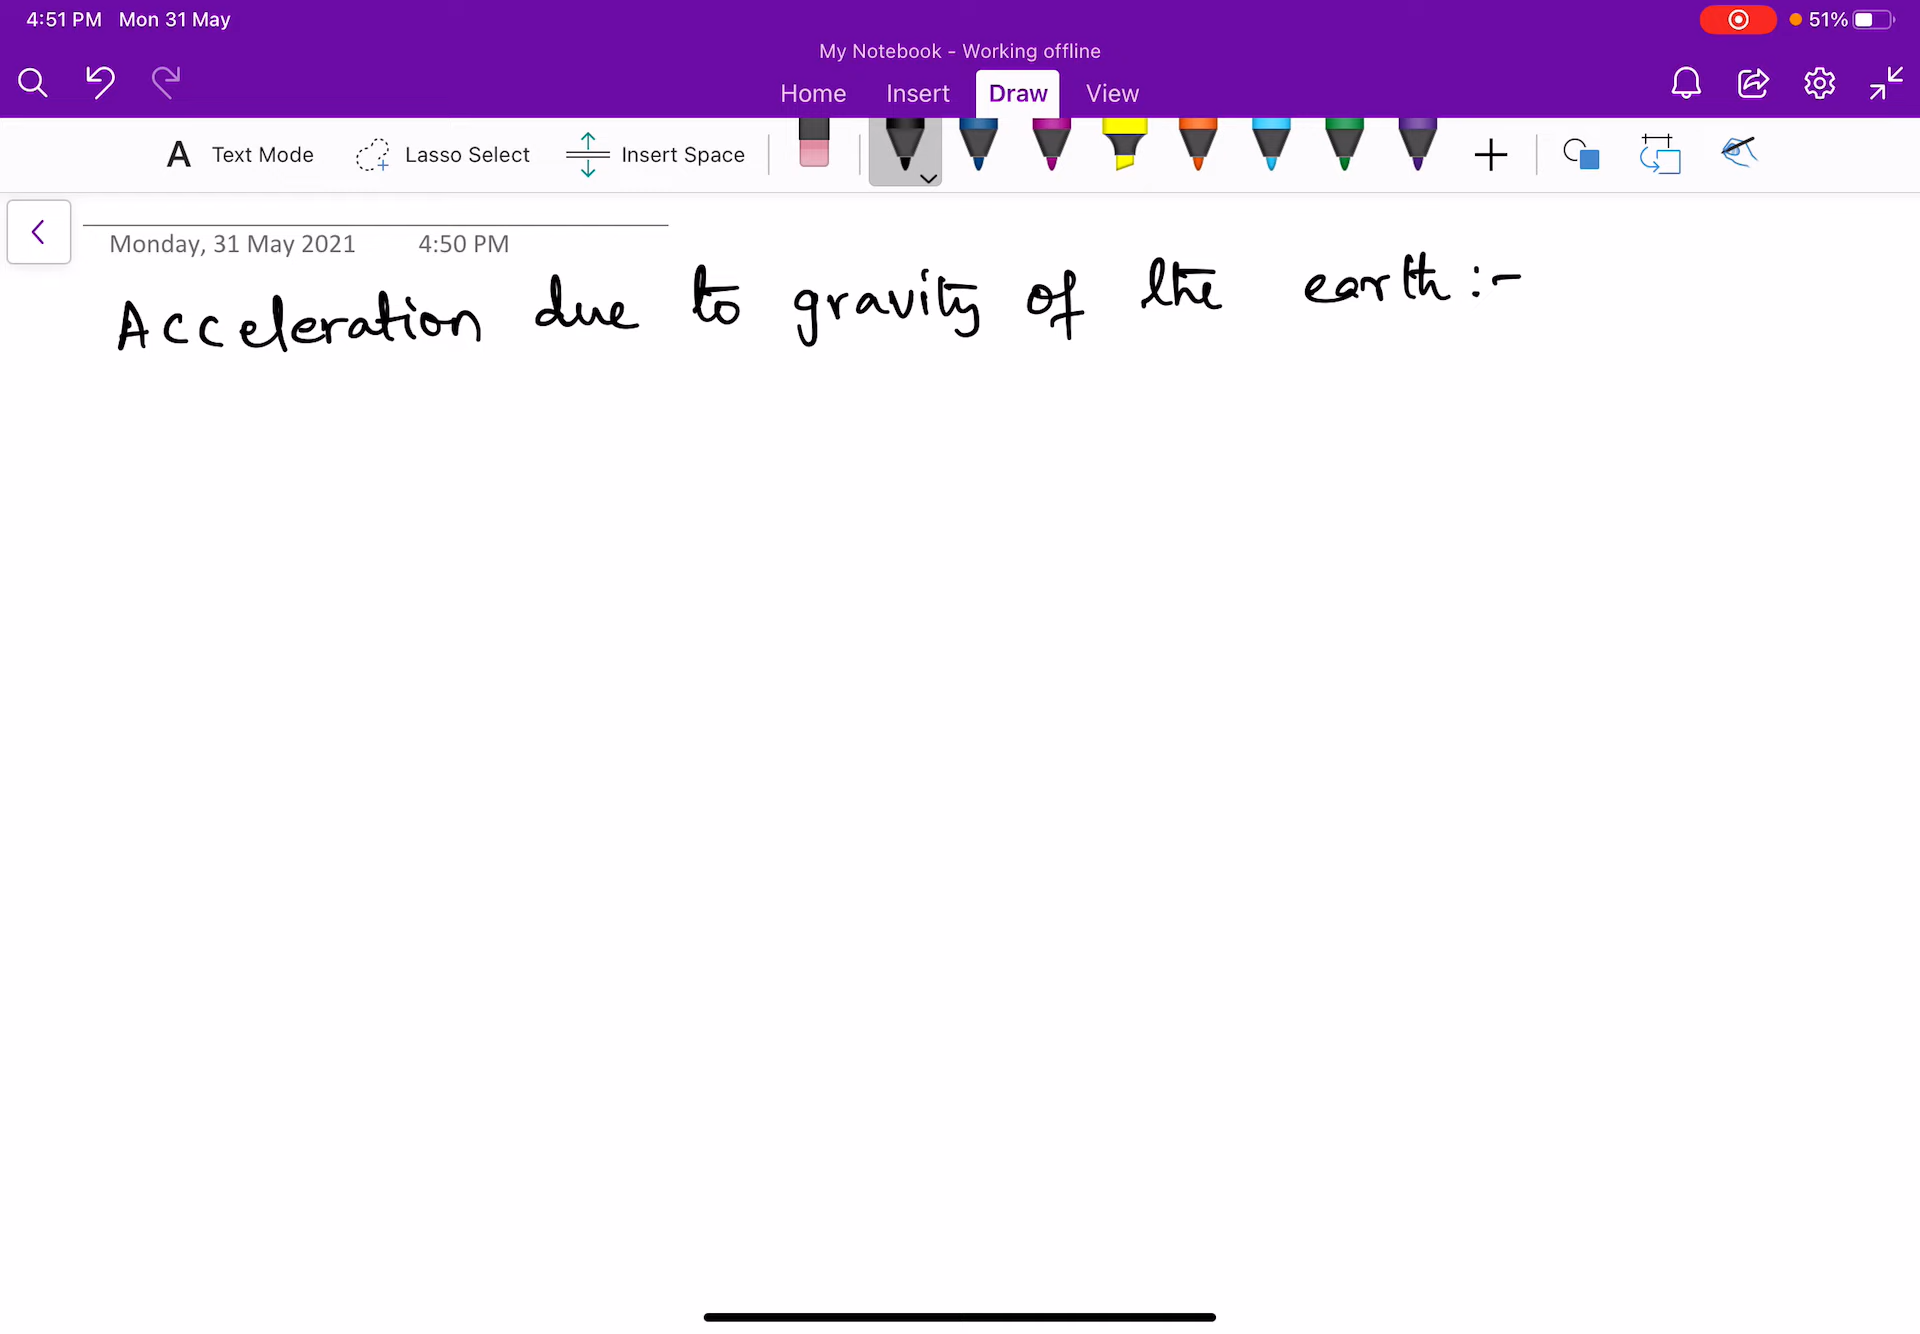 4:51 PM Mon 31 May
51%
My Notebook - Working offline
Home Insert Draw View
A Text Mode Lasso Select Insert Space
Monday, 31 May 2021 4:50 PM
Acceleration due to gravity of the earth :-